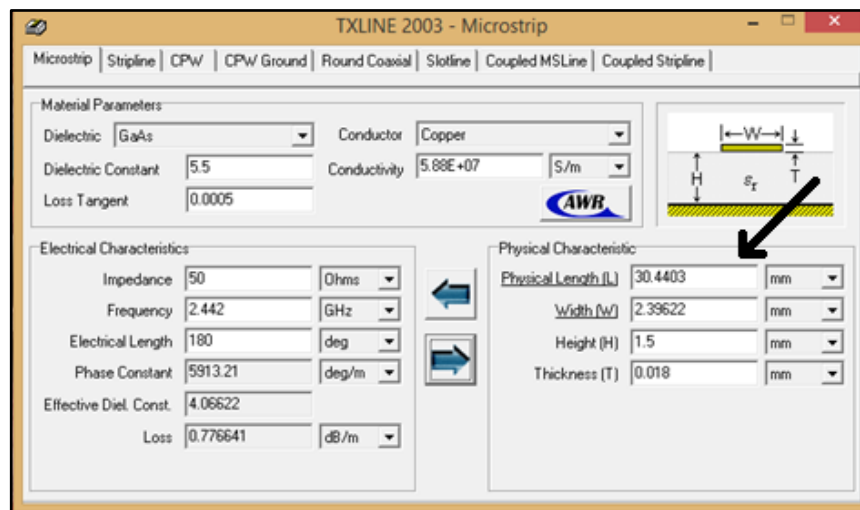 TXLINE 2003 - Microstrip
Microstrip Stripline CPW CPW Ground Round Coaxial Slotline Coupled MSLine Coupled Stripline
Material Parameters
Dielectric GaAs Conductor Copper
Dielectric Constant 5.5 Conductivity 5.88E+07 S/m
Loss Tangent 0.0005 AWR
W
H εr T
Electrical Characteristics
Impedance 50 Ohms
Frequency 2.442 GHz
Electrical Length 180 deg
Phase Constant 5913.21 deg/m
Effective Diel. Const. 4.06622
Loss 0.776641 dB/m
Physical Characteristic
Physical Length (L) 30.4403 mm
Width (W) 2.39622 mm
Height (H) 1.5 mm
Thickness (T) 0.018 mm